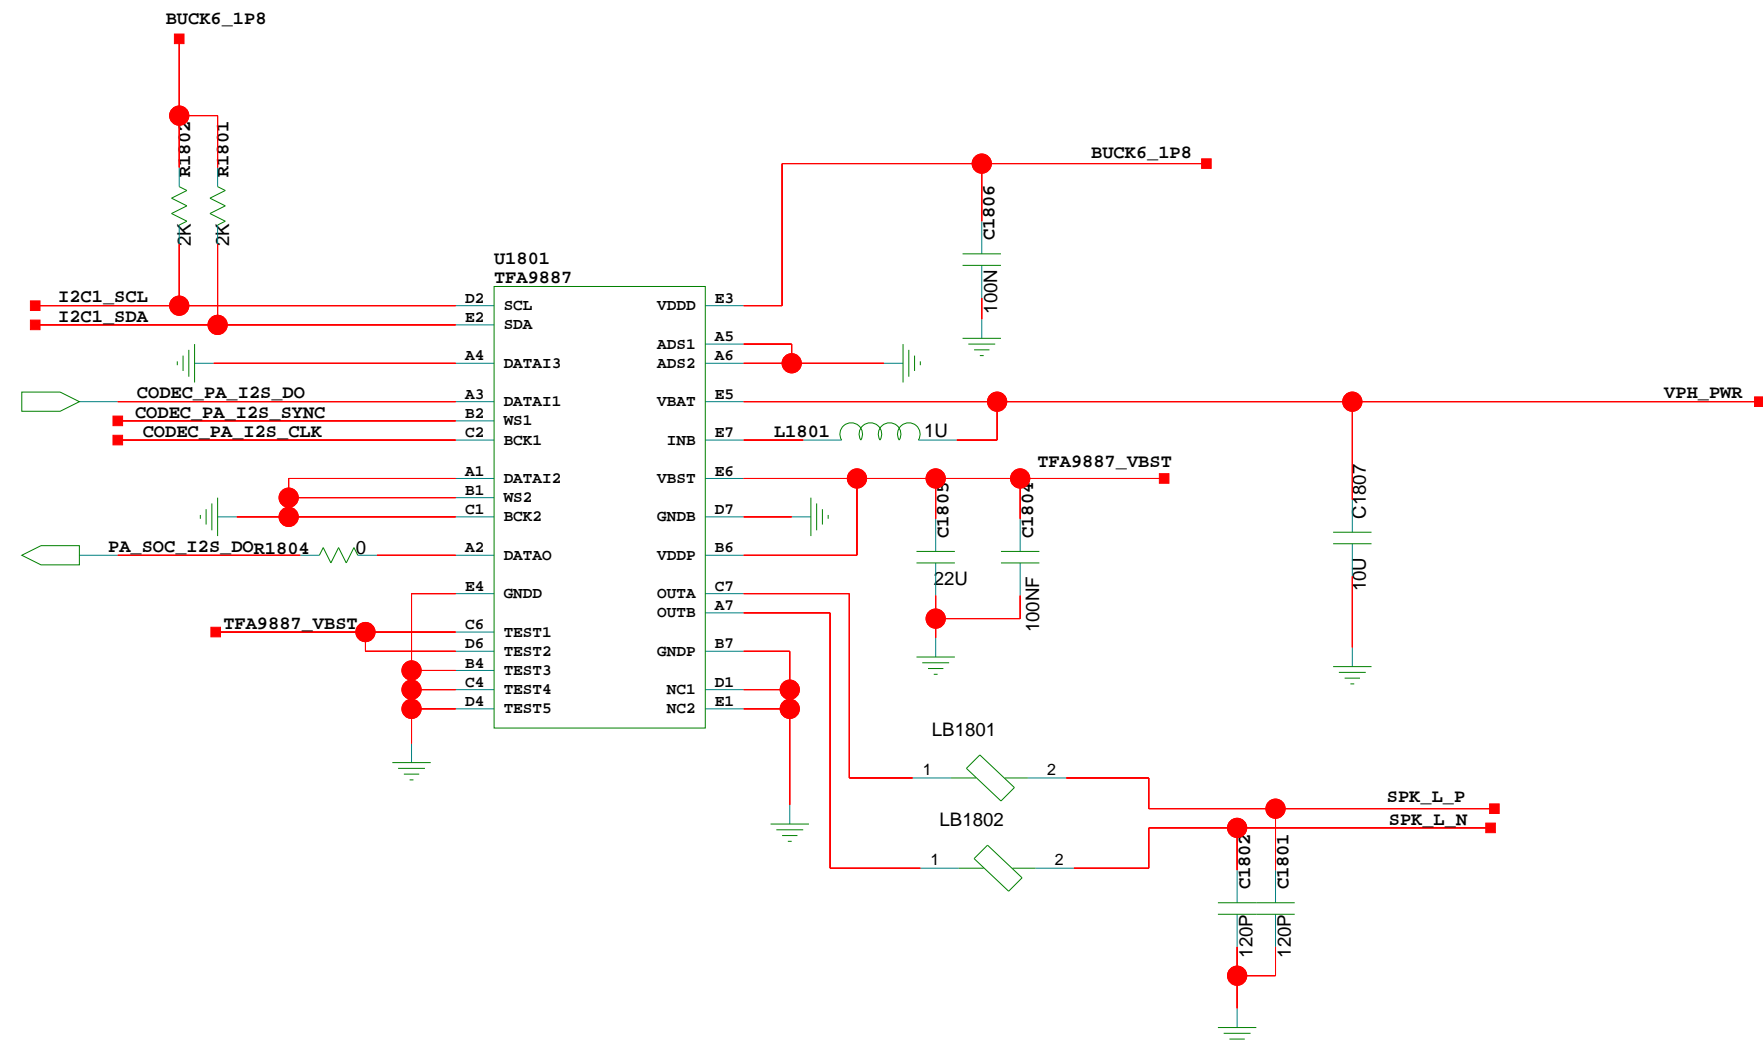 BUCK6_1P8
R1802
R1801
2K
2K
BUCK6_1P8
C1806
100N
U1801
TFA9887
I2C1_SCL
D2
SCL
VDDD
E3
I2C1_SDA
E2
SDA
ADS1
A5
A4
DATAI3
ADS2
A6
CODEC_PA_I2S_DO
A3
DATAI1
VBAT
E5
VPH_PWR
CODEC_PA_I2S_SYNC
B2
WS1
CODEC_PA_I2S_CLK
C2
BCK1
INB
E7
L1801
1U
A1
DATAI2
VBST
E6
TFA9887_VBST
B1
WS2
C1805
C1804
C1807
C1
BCK2
GNDB
D7
PA_SOC_I2S_DO
R1804
0
A2
DATAO
VDDP
B6
22U
100NF
10U
E4
GNDD
OUTA
C7
OUTB
A7
TFA9887_VBST
C6
TEST1
D6
TEST2
GNDP
B7
B4
TEST3
C4
TEST4
NC1
D1
D4
TEST5
NC2
E1
LB1801
1
2
SPK_L_P
LB1802
SPK_L_N
1
2
C1802
C1801
120P
120P